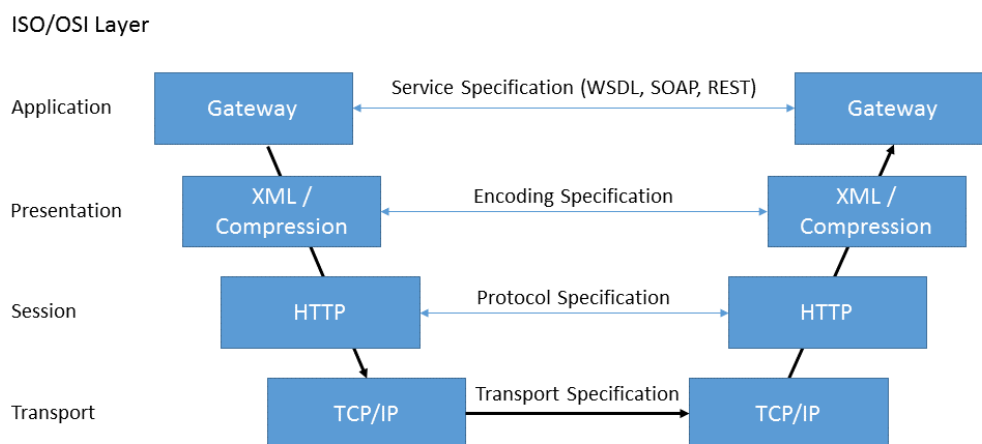 ISO/OSI Layer
Service Specification (WSDL, SOAP, REST)
Application
Gateway
Gateway
Presentation
XML /
Compression
Encoding Specification
XML /
Compression
Session
HTTP
Protocol Specification
HTTP
Transport
TCP/IP
Transport Specification
TCP/IP